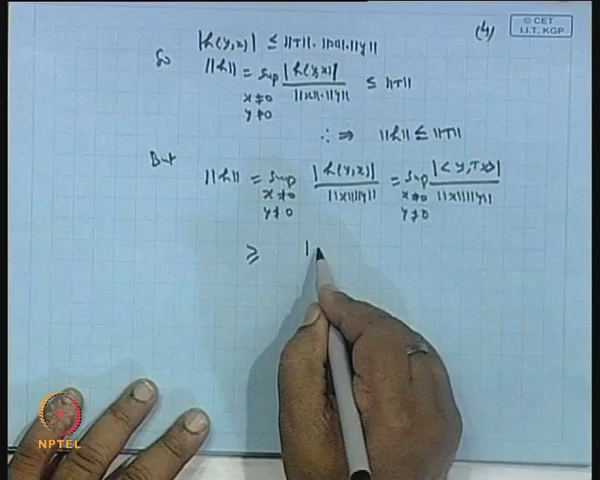 (4)
© CET
I.I.T. KGP
|h(y,x)| ≤ ||T||·||x||·||y||
So ||h|| = Sup |h(y,x)| / ||x||·||y|| ≤ ||T||
x≠0
y≠0
∴ ⇒ ||h|| ≤ ||T||
But ||h|| = Sup |h(y,x)| / ||x|| ||y|| = Sup |<y,Tx>| / ||x|| ||y||
x≠0 x≠0
y≠0 y≠0
≥ |
NPTEL